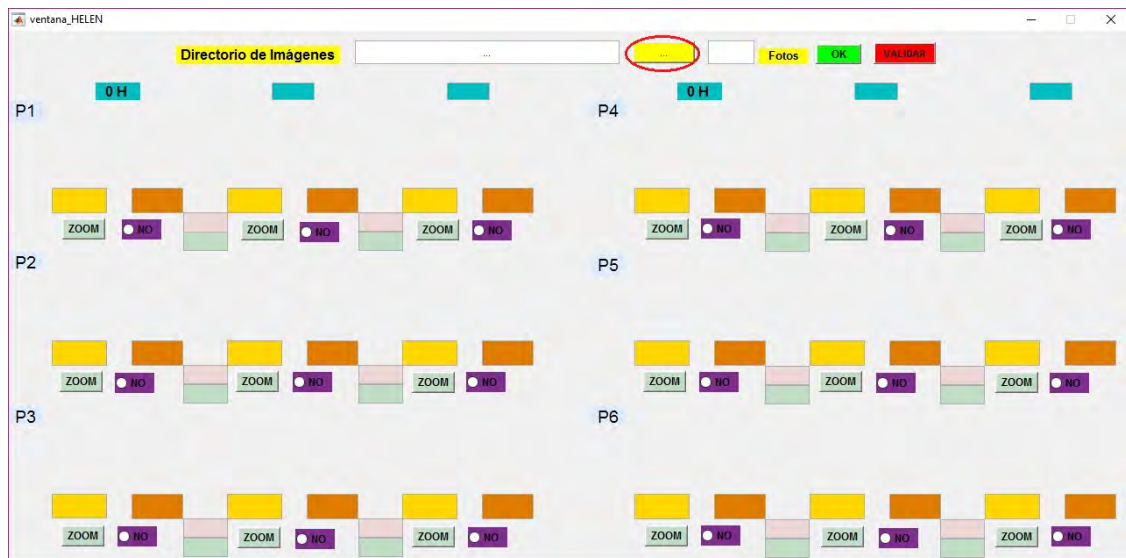 ventana_HELEN
Directorio de Imágenes ... ... Fotos OK VALIDAR
0 H 0 H
P1 P4
ZOOM NO ZOOM NO ZOOM NO ZOOM NO ZOOM NO ZOOM NO
P2 P5
ZOOM NO ZOOM NO ZOOM NO ZOOM NO ZOOM NO ZOOM NO
P3 P6
ZOOM NO ZOOM NO ZOOM NO ZOOM NO ZOOM NO ZOOM NO